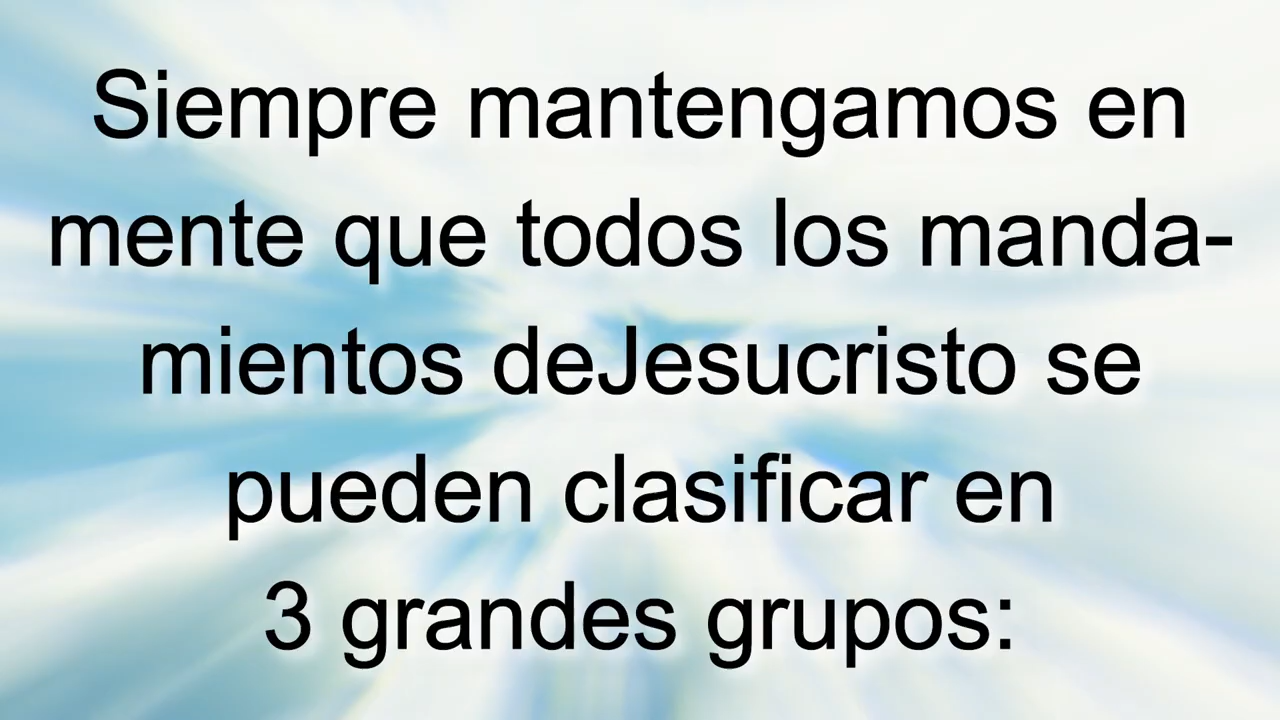 Siempre mantengamos en
mente que todos los manda-
mientos deJesucristo se
pueden clasificar en
3 grandes grupos: